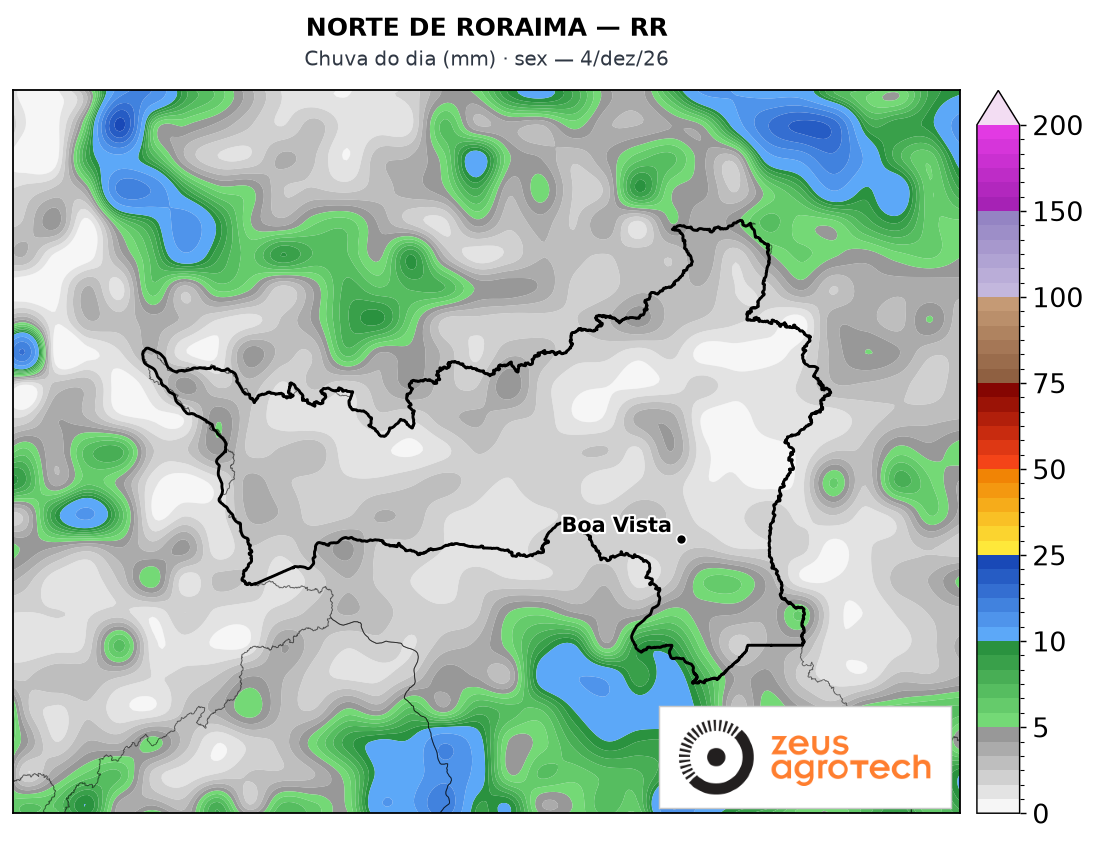 NORTE DE RORAIMA — RR
Chuva do dia (mm) · sex — 4/dez/26
200
150
100
75
50
25
10
5
0
Boa Vista
zeus
agrotech